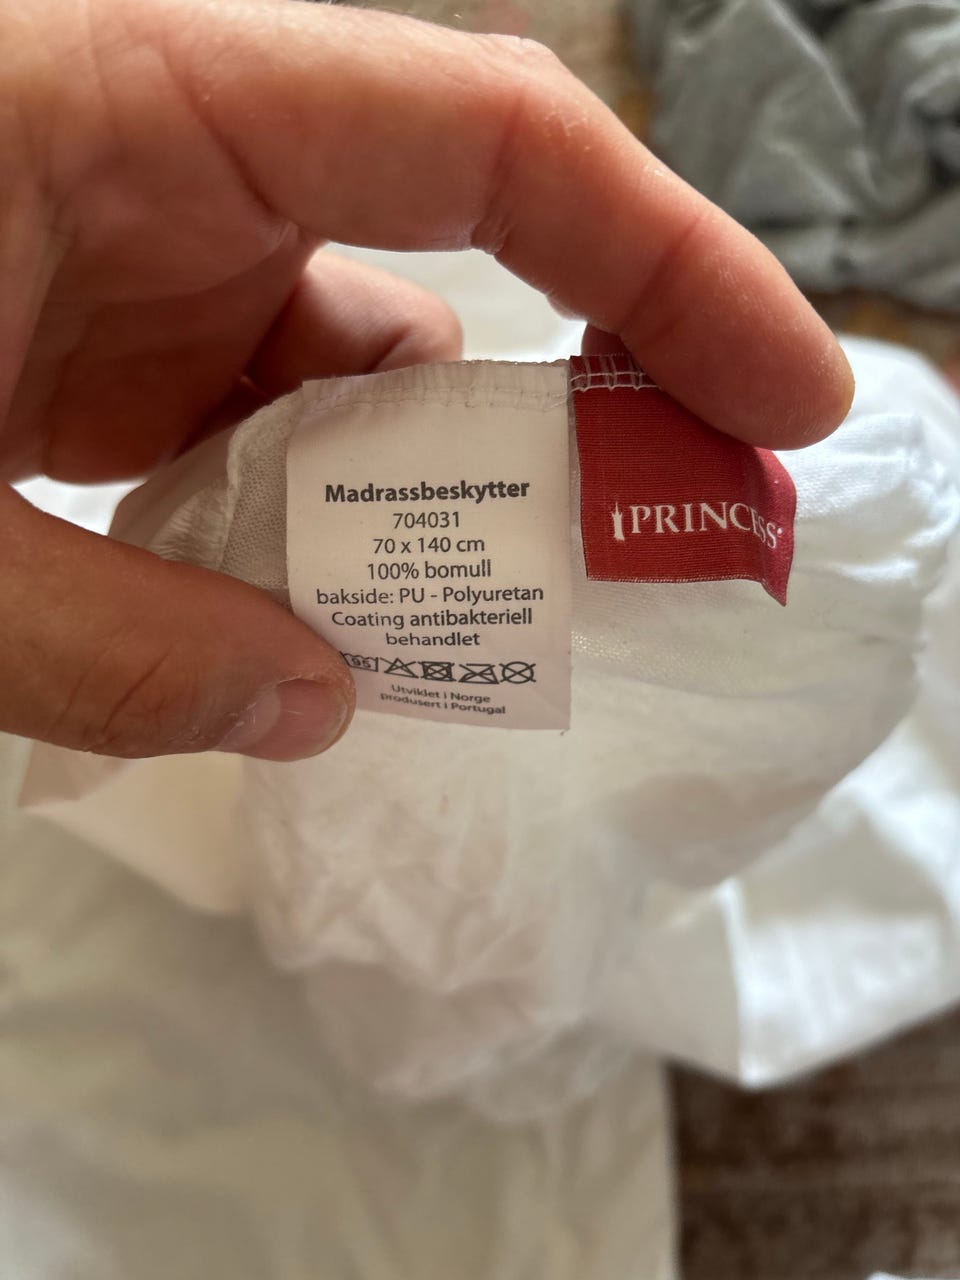 Madrassbeskytter
704031
70 x 140 cm
100% bomull
bakside: PU - Polyuretan
Coating antibakteriell
behandlet
95
Utviklet i Norge
produsert i Portugal
PRINCESS®